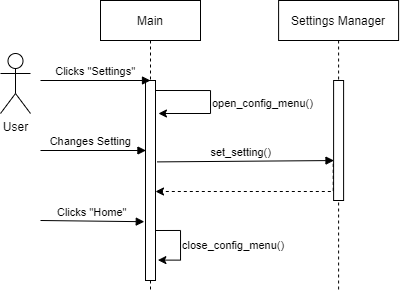 Main
Settings Manager
Clicks "Settings"
open_config_menu()
User
Changes Setting
set_setting()
Clicks "Home"
close_config_menu()